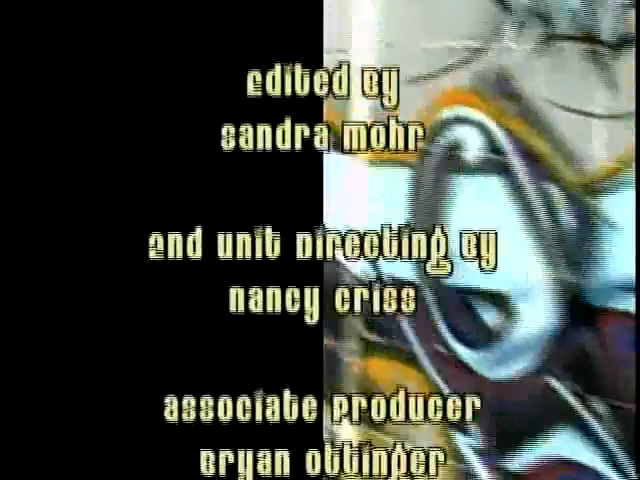 edited by
sandra mohr
2nd unit directing by
nancy criss
associate producer
bryan ottinger